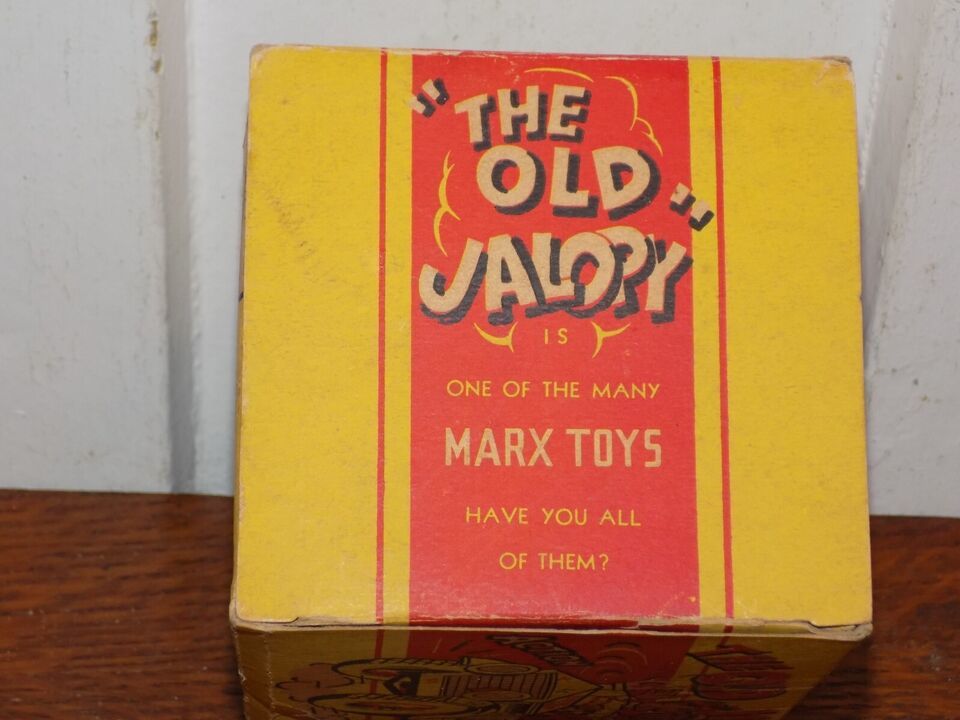 "THE
OLD"
JALOPY
IS
ONE OF THE MANY
MARX TOYS
HAVE YOU ALL
OF THEM?